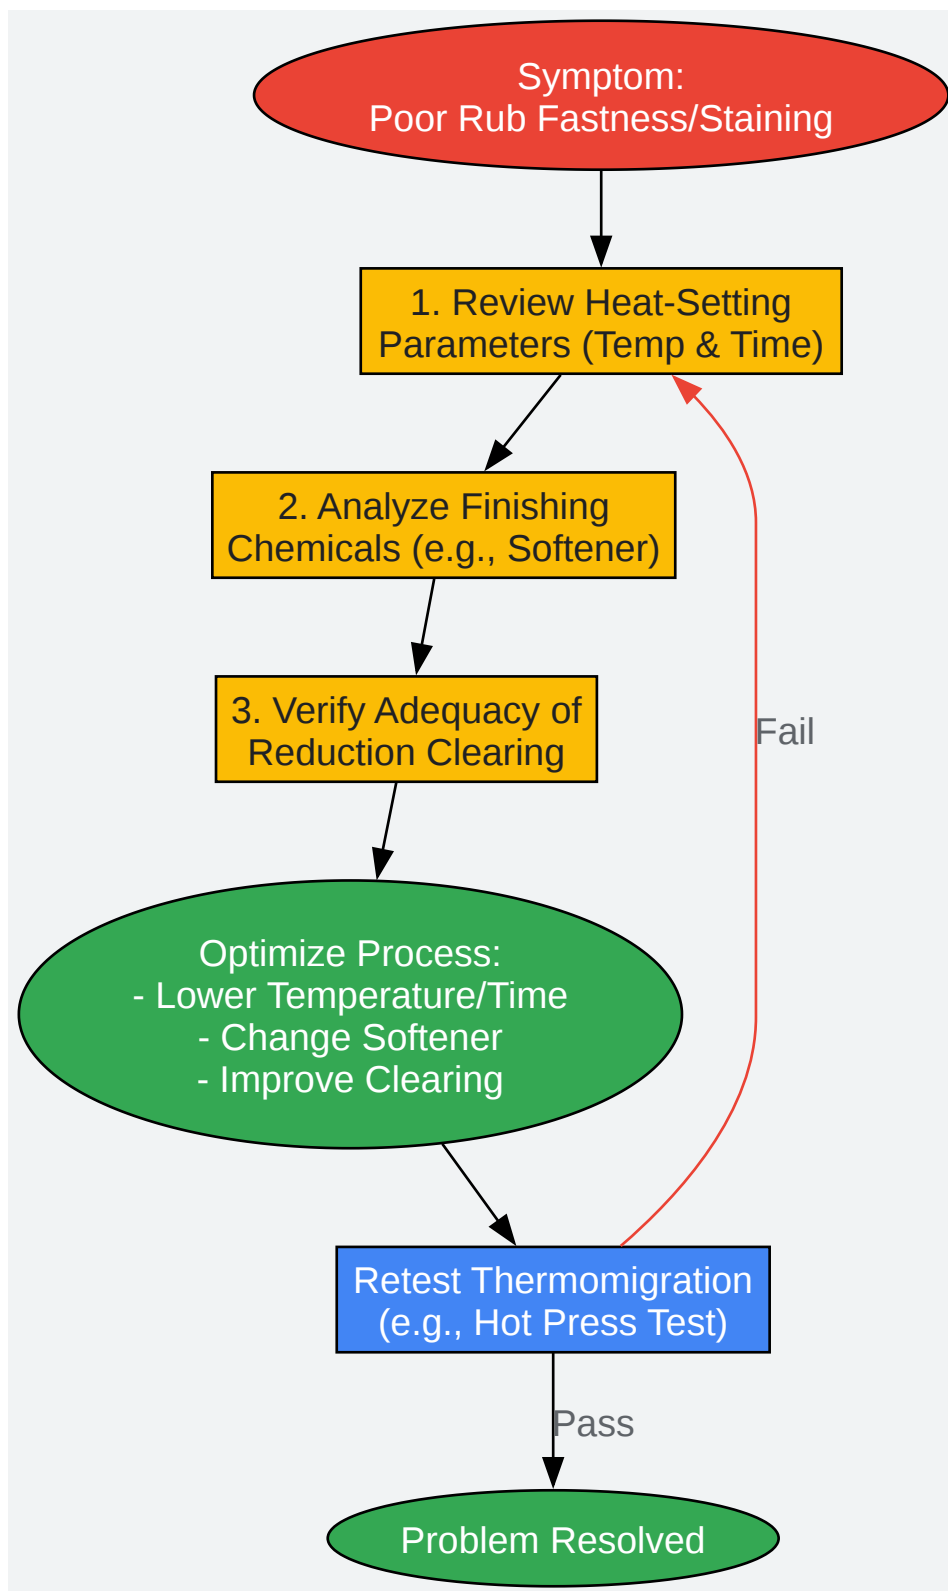 Symptom:
Poor Rub Fastness/Staining
1. Review Heat-Setting
Parameters (Temp & Time)
2. Analyze Finishing
Chemicals (e.g., Softener)
3. Verify Adequacy of
Reduction Clearing
Fail
Optimize Process:
- Lower Temperature/Time
- Change Softener
- Improve Clearing
Retest Thermomigration
(e.g., Hot Press Test)
Pass
Problem Resolved